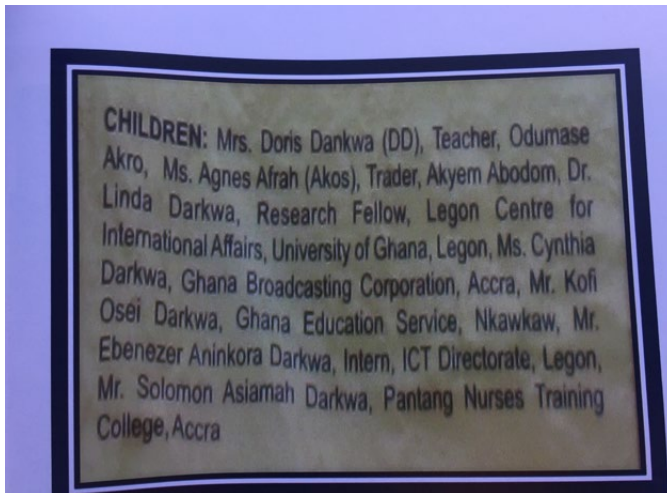 CHILDREN: Mrs. Doris Dankwa (DD), Teacher, Odumase
Akro, Ms. Agnes Afrah (Akos), Trader, Akyem Abodom, Dr.
Linda Darkwa, Research Fellow, Legon Centre for
International Affairs, University of Ghana, Legon, Ms. Cynthia
Darkwa, Ghana Broadcasting Corporation, Accra, Mr. Kofi
Osei Darkwa, Ghana Education Service, Nkawkaw, Mr.
Ebenezer Aninkora Darkwa, Intern, ICT Directorate, Legon,
Mr. Solomon Asiamah Darkwa, Pantang Nurses Training
College, Accra